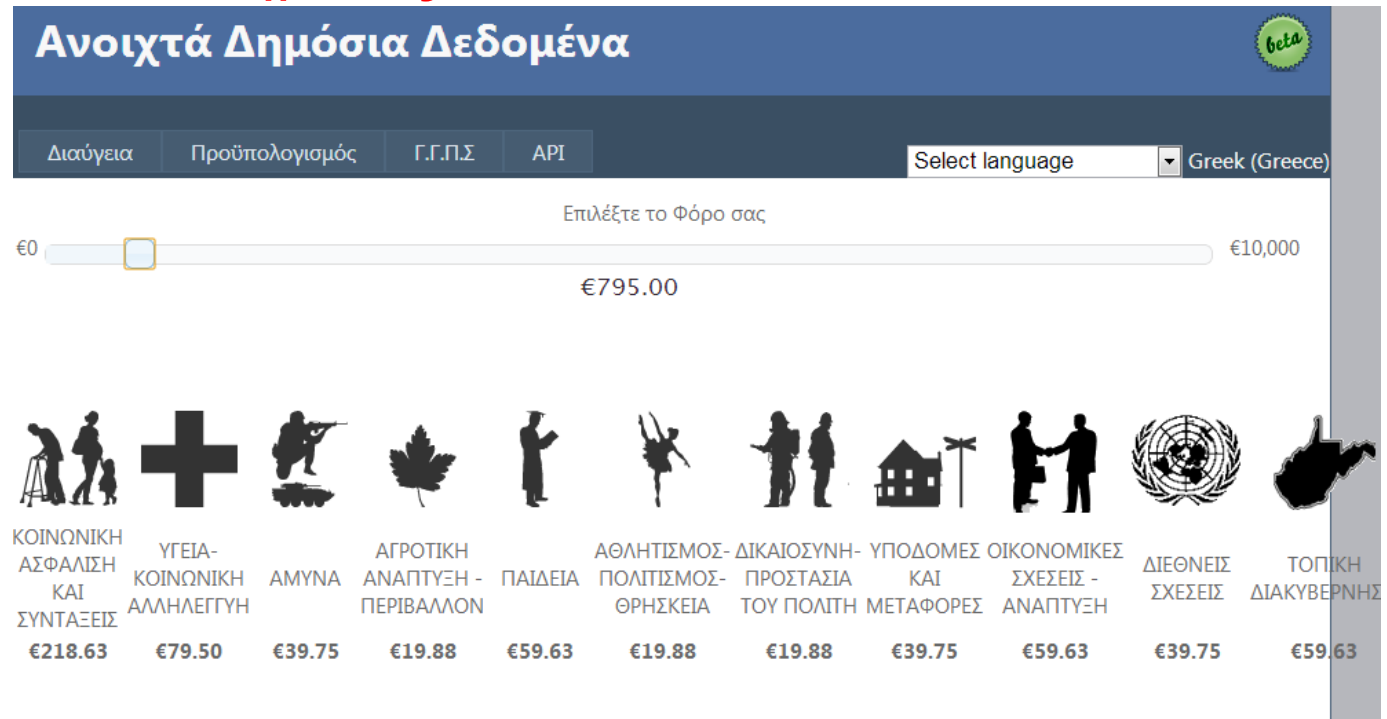 Ανοιχτά Δημόσια Δεδομένα
beta
Διαύγεια Προϋπολογισμός Γ.Γ.Π.Σ API
Select language Greek (Greece)
Επιλέξτε το Φόρο σας
€0 €10,000
€795.00
ΚΟΙΝΩΝΙΚΗ
ΑΣΦΑΛΙΣΗ
ΚΑΙ
ΣΥΝΤΑΞΕΙΣ
€218.63
ΥΓΕΙΑ-
ΚΟΙΝΩΝΙΚΗ
ΑΛΛΗΛΕΓΓΥΗ
€79.50
ΑΜΥΝΑ
€39.75
ΑΓΡΟΤΙΚΗ
ΑΝΑΠΤΥΞΗ -
ΠΕΡΙΒΑΛΛΟΝ
€19.88
ΠΑΙΔΕΙΑ
€59.63
ΑΘΛΗΤΙΣΜΟΣ-
ΠΟΛΙΤΙΣΜΟΣ-
ΘΡΗΣΚΕΙΑ
€19.88
ΔΙΚΑΙΟΣΥΝΗ-
ΠΡΟΣΤΑΣΙΑ
ΤΟΥ ΠΟΛΙΤΗ
€19.88
ΥΠΟΔΟΜΕΣ
ΚΑΙ
ΜΕΤΑΦΟΡΕΣ
€39.75
ΟΙΚΟΝΟΜΙΚΕΣ
ΣΧΕΣΕΙΣ -
ΑΝΑΠΤΥΞΗ
€59.63
ΔΙΕΘΝΕΙΣ
ΣΧΕΣΕΙΣ
€39.75
ΤΟΠΙΚΗ
ΔΙΑΚΥΒΕΡΝΗΣ
€59.63